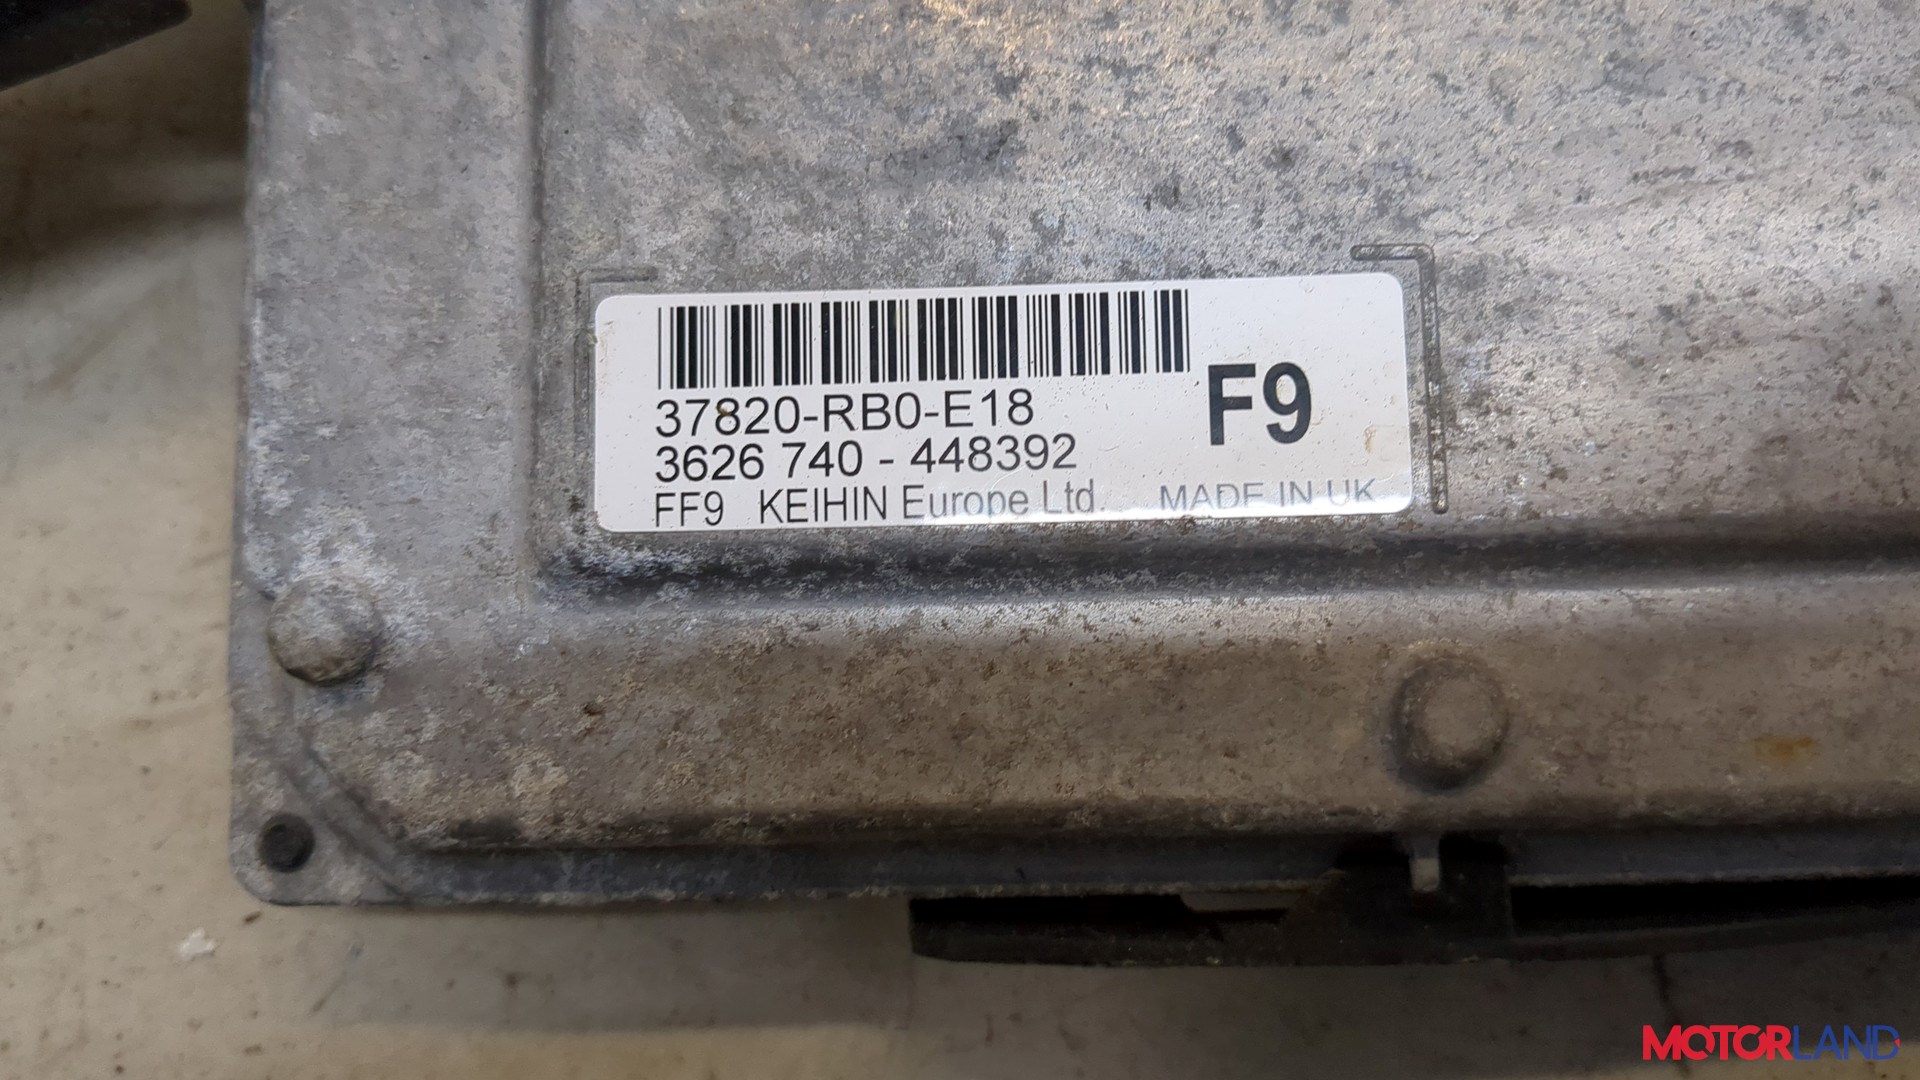 37820-RB0-E18
F9
3626 740 - 448392
FF9 KEIHIN Europe Ltd. MADE IN UK
MOTORLAND